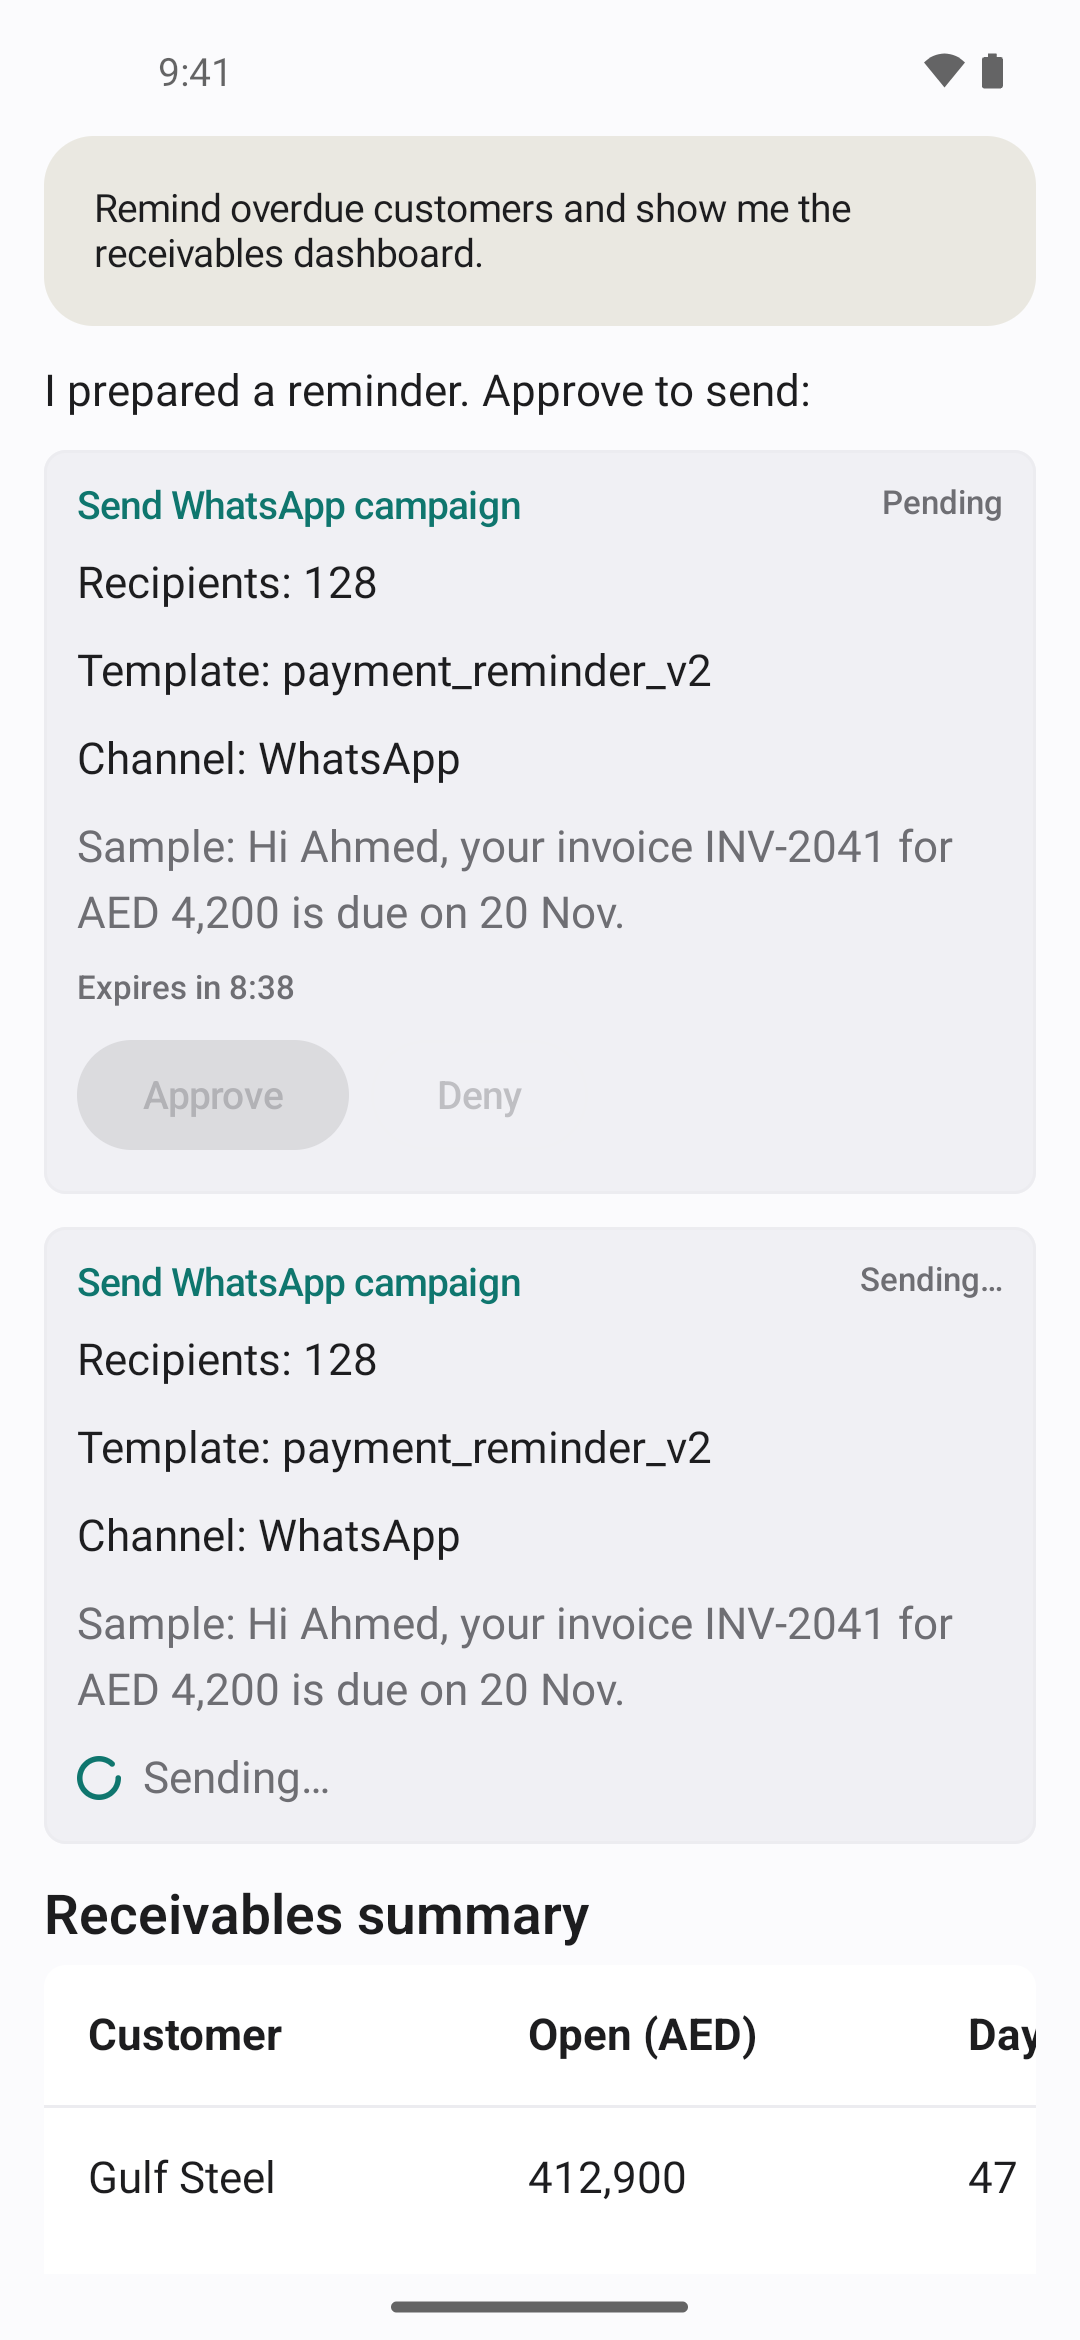 9:41
Remind overdue customers and show me the
receivables dashboard.
I prepared a reminder. Approve to send:
Send WhatsApp campaign
Pending
Recipients: 128
Template: payment_reminder_v2
Channel: WhatsApp
Sample: Hi Ahmed, your invoice INV-2041 for
AED 4,200 is due on 20 Nov.
Expires in 8:38
Approve
Deny
Send WhatsApp campaign
Sending…
Recipients: 128
Template: payment_reminder_v2
Channel: WhatsApp
Sample: Hi Ahmed, your invoice INV-2041 for
AED 4,200 is due on 20 Nov.
Sending…
Receivables summary
Customer Open (AED) Day
Gulf Steel 412,900 47